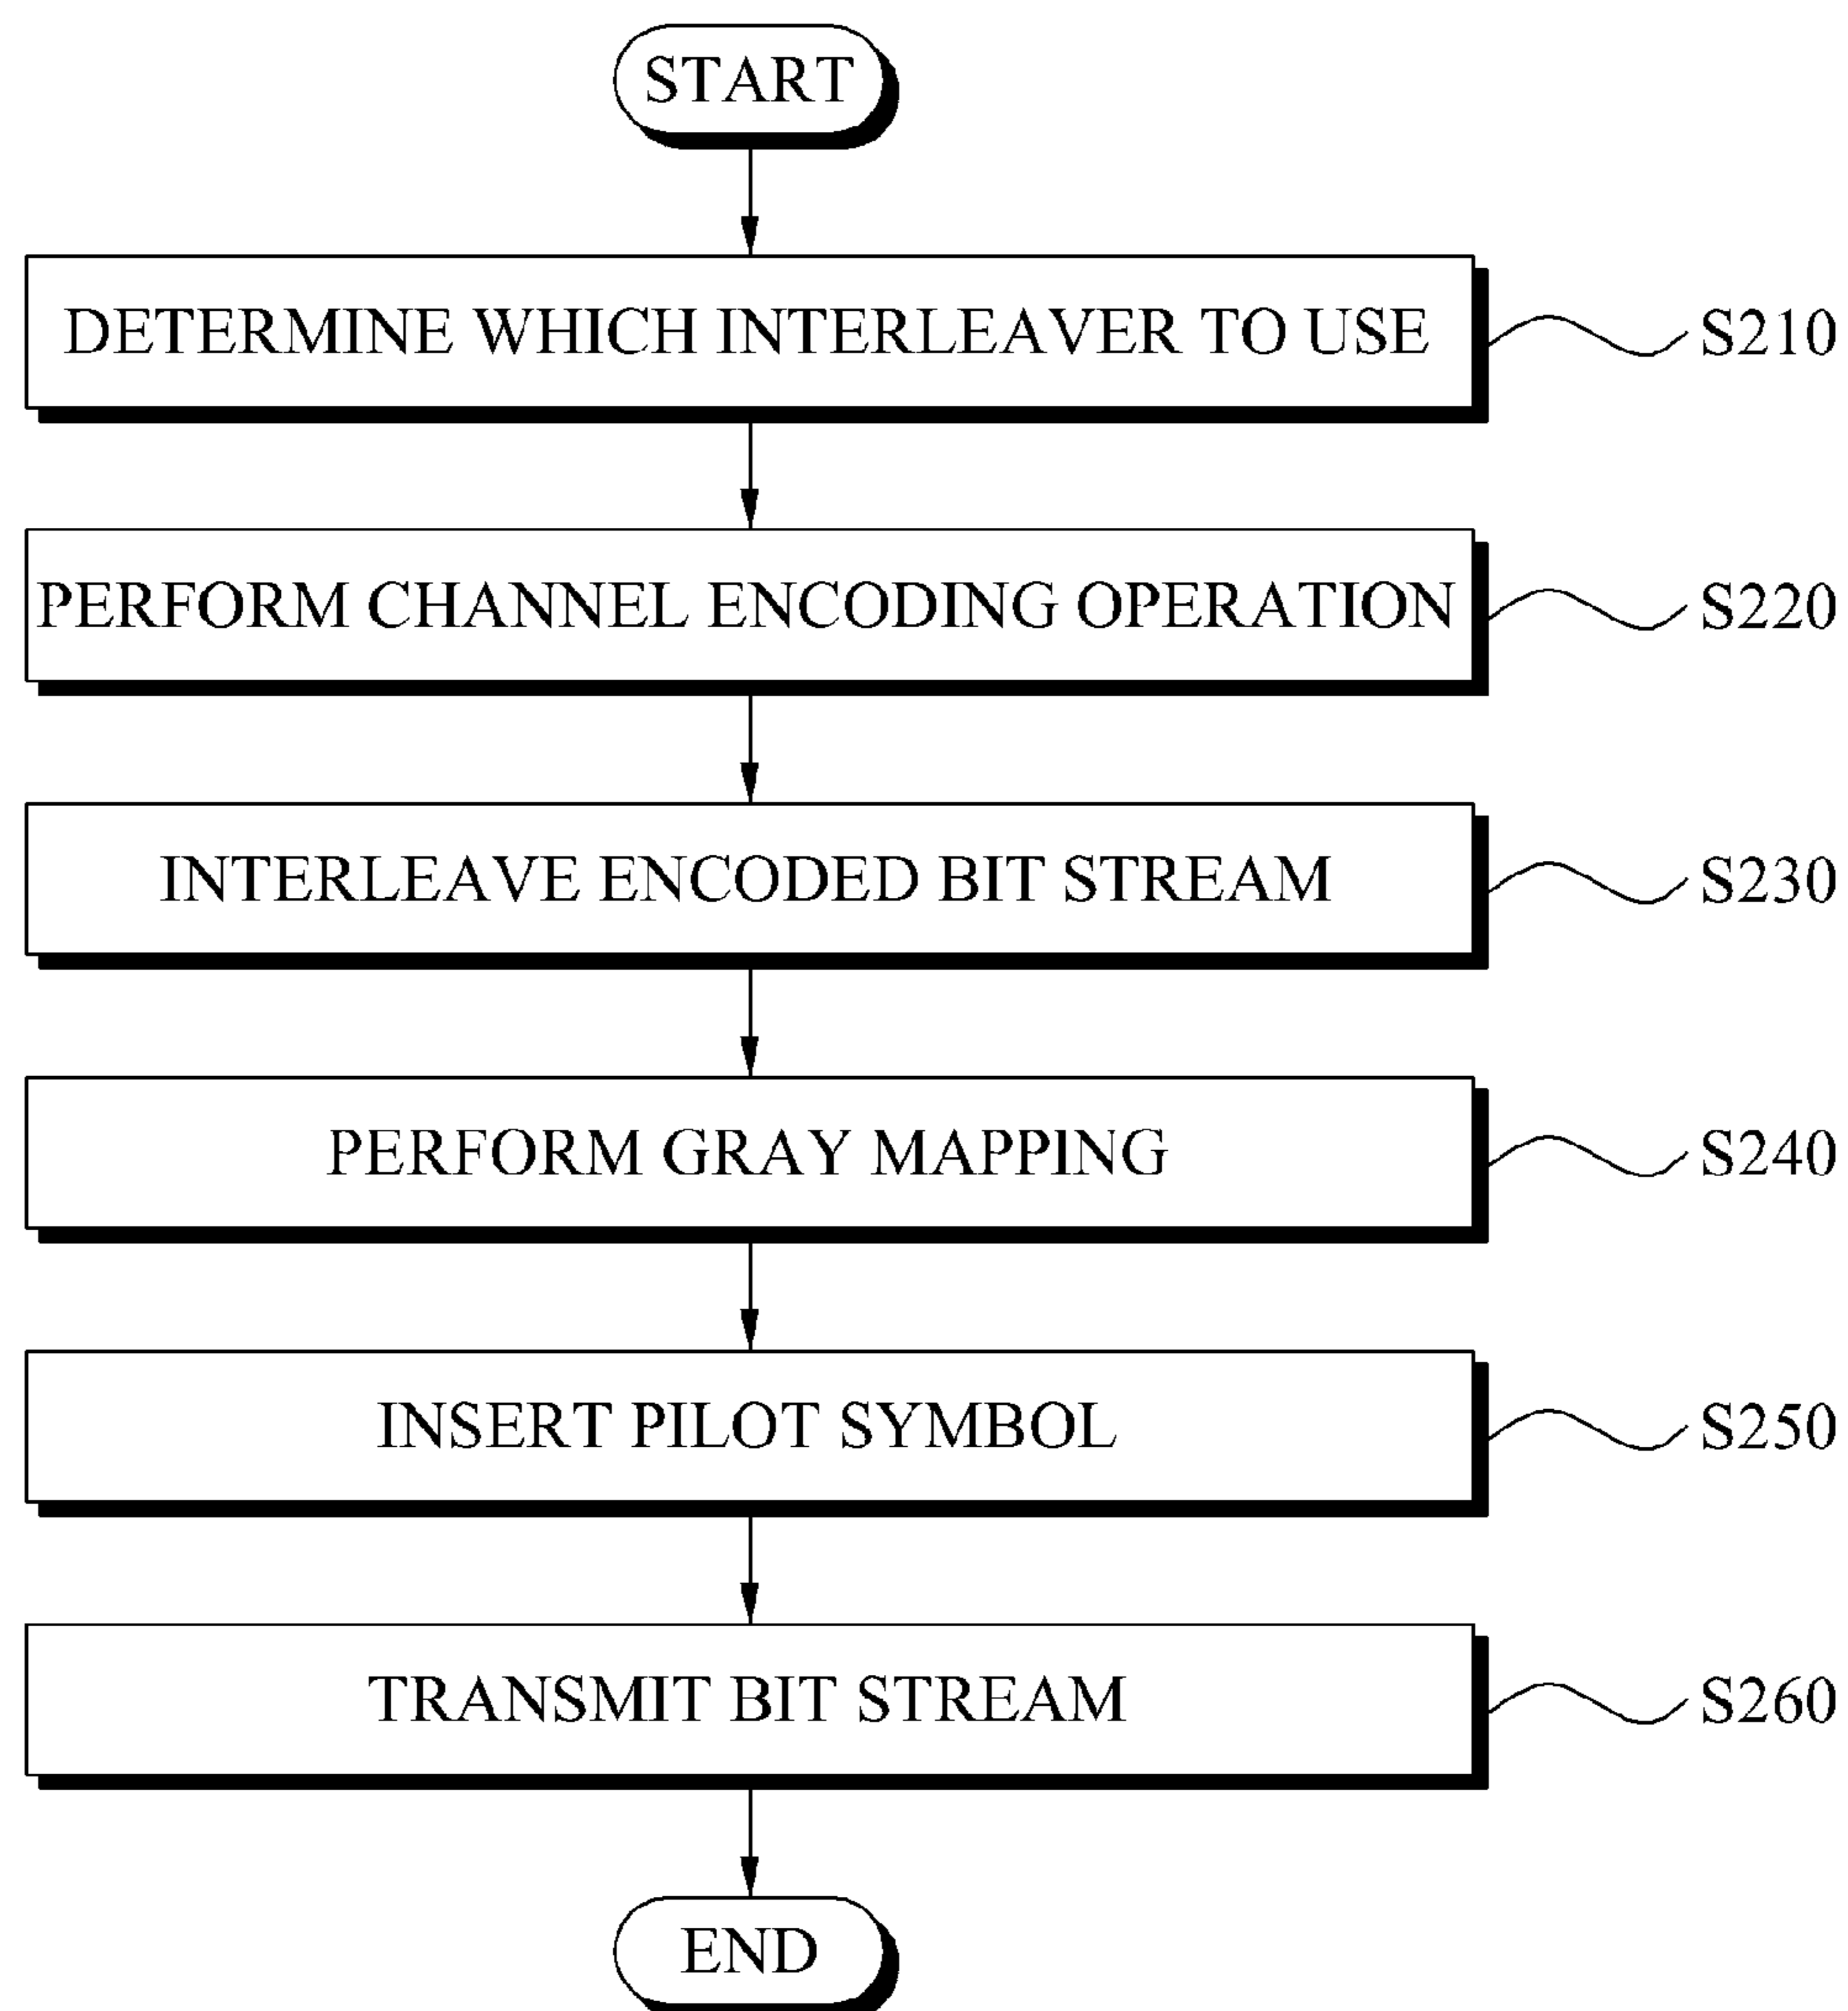 START
DETERMINE WHICH INTERLEAVER TO USE S210
PERFORM CHANNEL ENCODING OPERATION S220
INTERLEAVE ENCODED BIT STREAM S230
PERFORM GRAY MAPPING S240
INSERT PILOT SYMBOL S250
TRANSMIT BIT STREAM S260
END